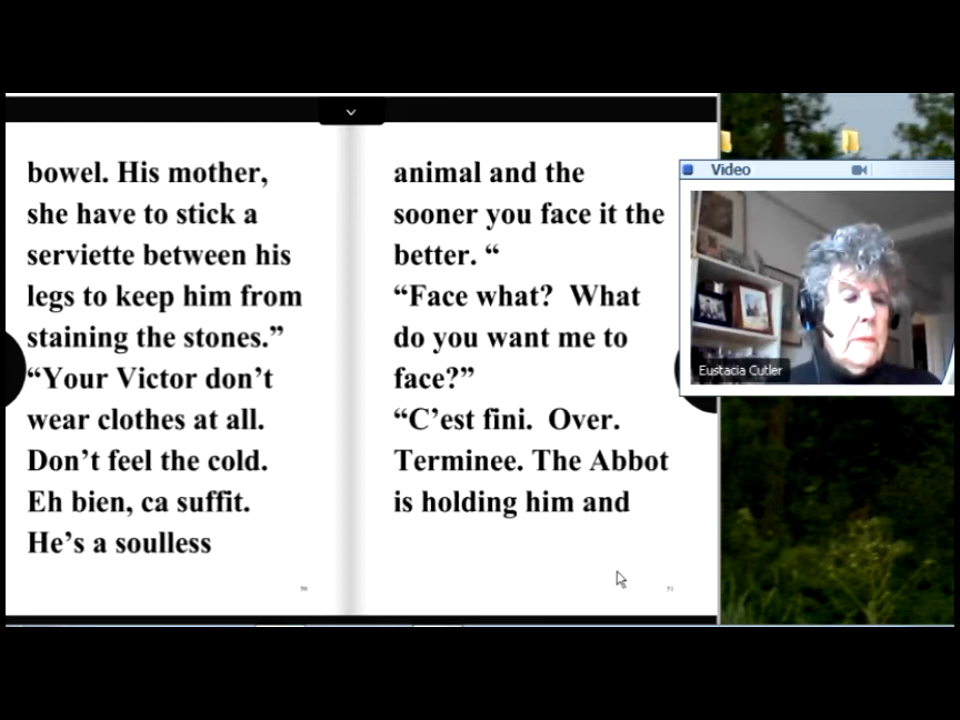 bowel. His mother,
she have to stick a
serviette between his
legs to keep him from
staining the stones.”
“Your Victor don’t
wear clothes at all.
Don’t feel the cold.
Eh bien, ca suffit.
He’s a soulless
animal and the
sooner you face it the
better. “
“Face what?  What
do you want me to
face?”
“C’est fini.  Over.
Terminee. The Abbot
is holding him and
Video
Eustacia Cutler